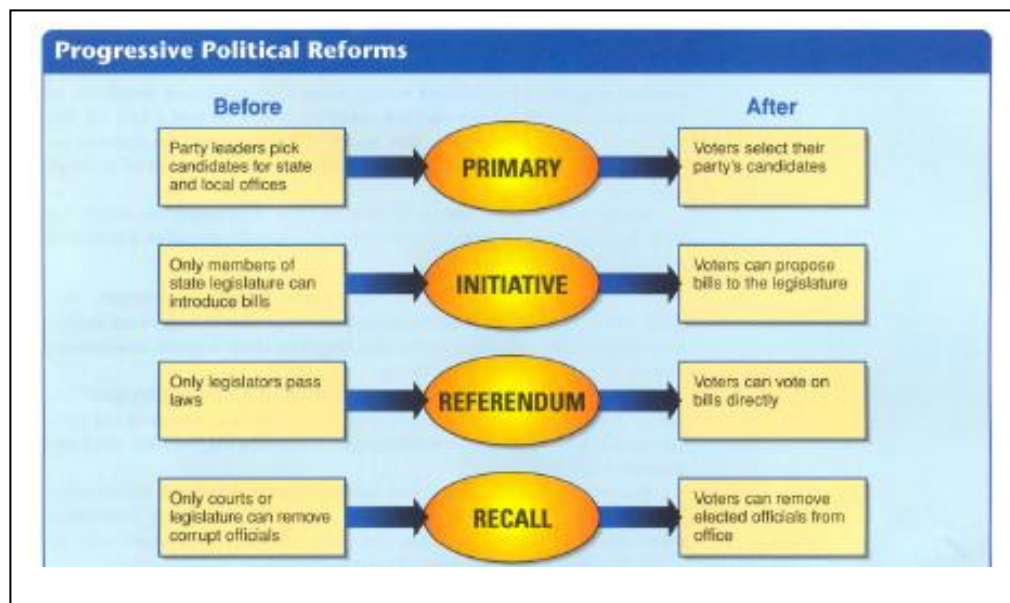 Progressive Political Reforms
Before
After
Party leaders pick
candidates for state
and local offices
PRIMARY
Voters select their
party's candidates
Only members of
state legislature can
introduce bills
INITIATIVE
Voters can propose
bills to the legislature
Only legislators pass
laws
REFERENDUM
Voters can vote on
bills directly
Only courts or
legislature can remove
corrupt officials
RECALL
Voters can remove
elected officials from
office